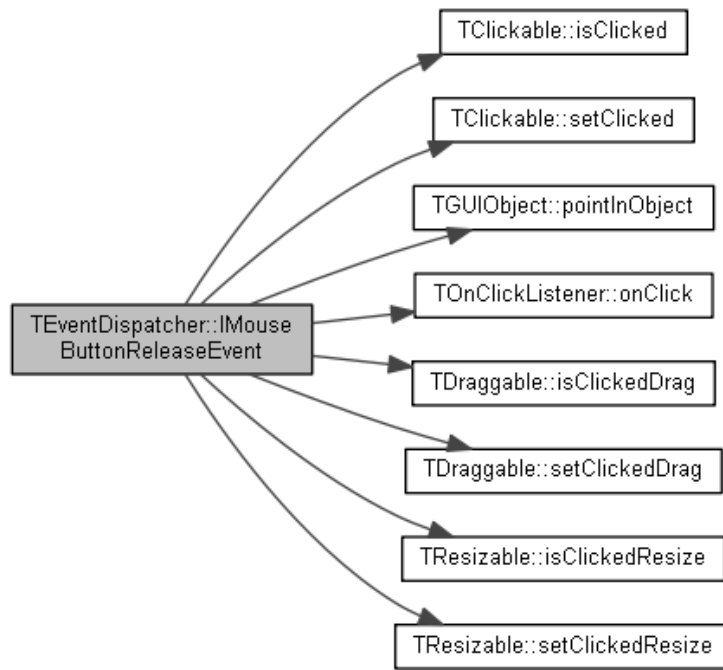 TClickable::isClicked
TClickable::setClicked
TGUIObject::pointInObject
TOnClickListener::onClick
TEventDispatcher::lMouse
ButtonReleaseEvent
TDraggable::isClickedDrag
TDraggable::setClickedDrag
TResizable::isClickedResize
TResizable::setClickedResize